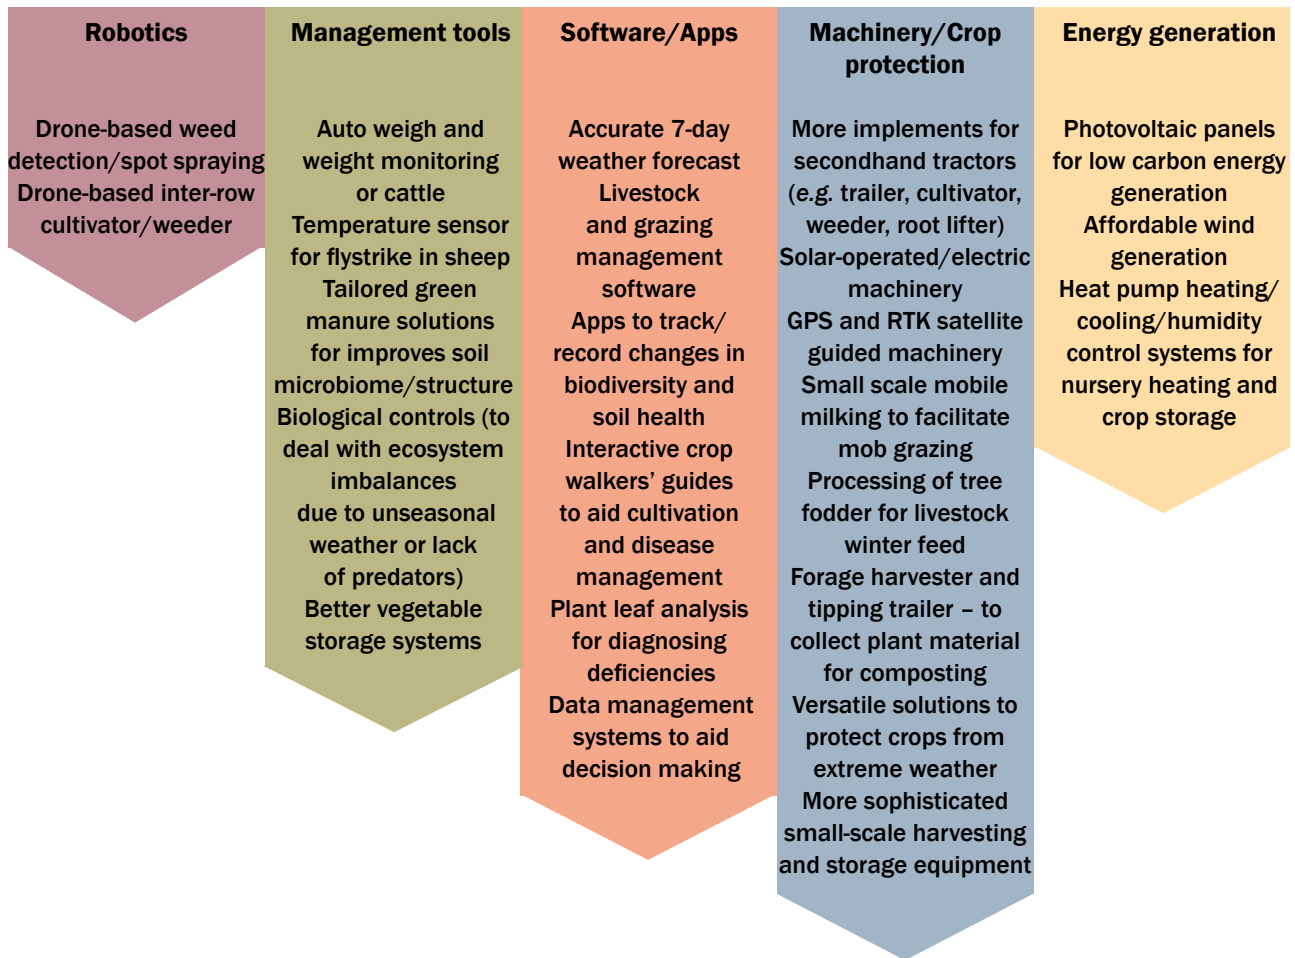 Robotics
Drone-based weed
detection/spot spraying
Drone-based inter-row
cultivator/weeder
Management tools
Auto weigh and
weight monitoring
or cattle
Temperature sensor
for flystrike in sheep
Tailored green
manure solutions
for improves soil
microbiome/structure
Biological controls (to
deal with ecosystem
imbalances
due to unseasonal
weather or lack
of predators)
Better vegetable
storage systems
Software/Apps
Accurate 7-day
weather forecast
Livestock
and grazing
management
software
Apps to track/
record changes in
biodiversity and
soil health
Interactive crop
walkers’ guides
to aid cultivation
and disease
management
Plant leaf analysis
for diagnosing
deficiencies
Data management
systems to aid
decision making
Machinery/Crop
protection
More implements for
secondhand tractors
(e.g. trailer, cultivator,
weeder, root lifter)
Solar-operated/electric
machinery
GPS and RTK satellite
guided machinery
Small scale mobile
milking to facilitate
mob grazing
Processing of tree
fodder for livestock
winter feed
Forage harvester and
tipping trailer – to
collect plant material
for composting
Versatile solutions to
protect crops from
extreme weather
More sophisticated
small-scale harvesting
and storage equipment
Energy generation
Photovoltaic panels
for low carbon energy
generation
Affordable wind
generation
Heat pump heating/
cooling/humidity
control systems for
nursery heating and
crop storage